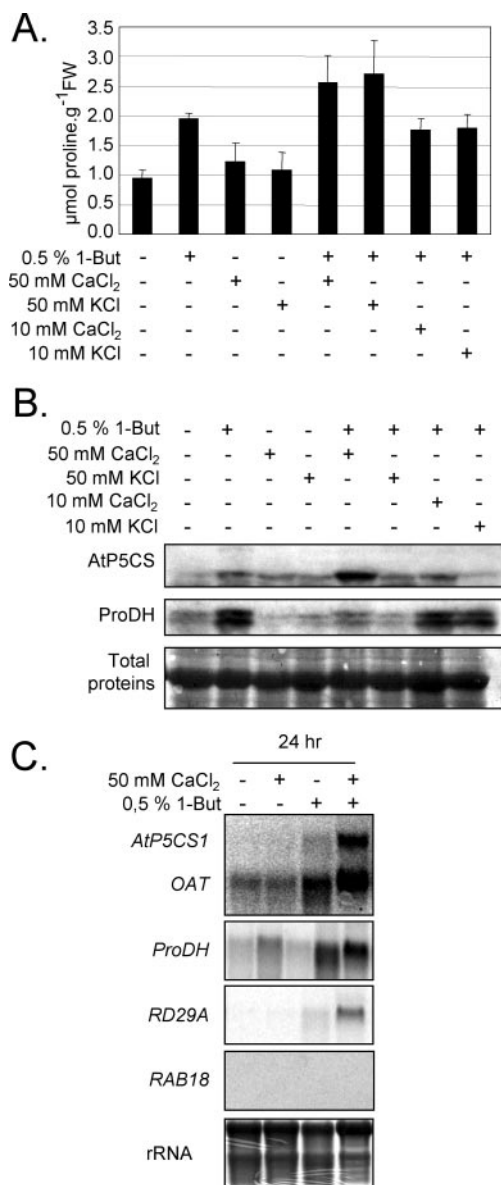 A.
µmol proline.g⁻¹FW
3.5
3.0
2.5
2.0
1.5
1.0
0.5
0.0
0.5 % 1-But - + - - + + + +
50 mM CaCl₂ - - + - + - - -
50 mM KCl - - - + - + - -
10 mM CaCl₂ - - - - - - + -
10 mM KCl - - - - - - - +
B.
0.5 % 1-But - + - - + + + +
50 mM CaCl₂ - - + - + - - -
50 mM KCl - - - + - + - -
10 mM CaCl₂ - - - - - - + -
10 mM KCl - - - - - - - +
AtP5CS
ProDH
Total
proteins
C.
24 hr
50 mM CaCl₂ - + - +
0,5 % 1-But - - + +
AtP5CS1
OAT
ProDH
RD29A
RAB18
rRNA